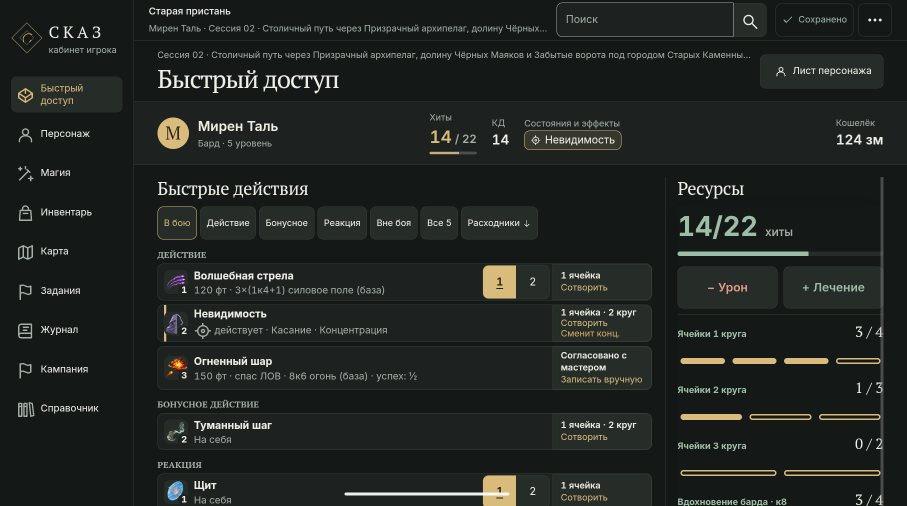 СКАЗ
кабинет игрока
Быстрый доступ
Персонаж
Магия
Инвентарь
Карта
Задания
Журнал
Кампания
Справочник
Старая пристань
Мирен Таль · Сессия 02 · Столичный путь через Призрачный архипелаг, долину Чёрных...
Поиск
Сохранено
Сессия 02 · Столичный путь через Призрачный архипелаг, долину Чёрных Маяков и Забытые ворота под городом Старых Каменны...
Быстрый доступ
Лист персонажа
М
Мирен Таль
Бард · 5 уровень
Хиты
14 / 22
КД
14
Состояния и эффекты
Невидимость
Кошелёк
124 зм
Быстрые действия
В бою
Действие
Бонусное
Реакция
Вне боя
Все 5
Расходники ↓
ДЕЙСТВИЕ
1
Волшебная стрела
120 фт · 3×(1к4+1) силовое поле (база)
1 2
1 ячейка
Сотворить
2
Невидимость
действует · Касание · Концентрация
1 ячейка · 2 круг
Сотворить
Сменит конц.
3
Огненный шар
150 фт · спас ЛОВ · 8к6 огонь (база) · успех: ½
Согласовано с мастером
Записать вручную
БОНУСНОЕ ДЕЙСТВИЕ
2
Туманный шаг
На себя
1 ячейка · 2 круг
Сотворить
РЕАКЦИЯ
1
Щит
На себя
1 2
1 ячейка
Сотворить
Ресурсы
14/22 хиты
− Урон
+ Лечение
Ячейки 1 круга 3 / 4
Ячейки 2 круга 1 / 3
Ячейки 3 круга 0 / 2
Вдохновение барда · к8 3 / 4